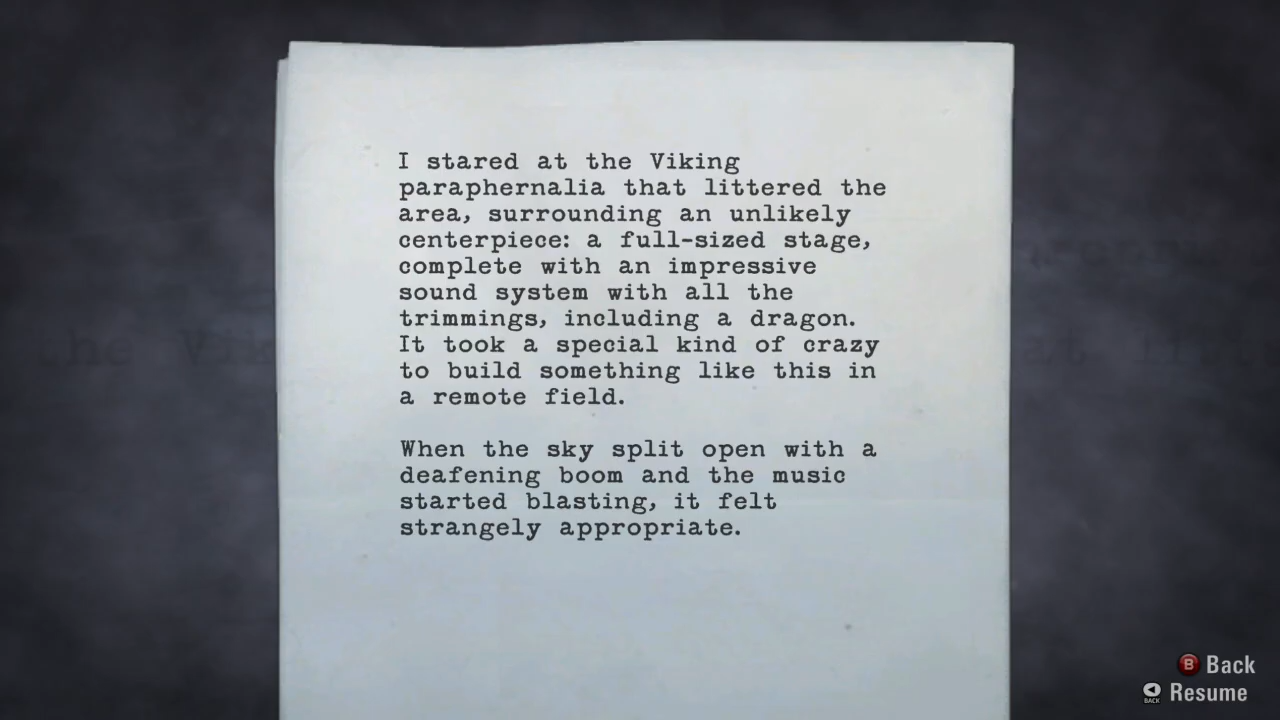 I stared at the Viking
paraphernalia that littered the
area, surrounding an unlikely
centerpiece: a full-sized stage,
complete with an impressive
sound system with all the
trimmings, including a dragon.
It took a special kind of crazy
to build something like this in
a remote field.
When the sky split open with a
deafening boom and the music
started blasting, it felt
strangely appropriate.
B Back
BACK Resume